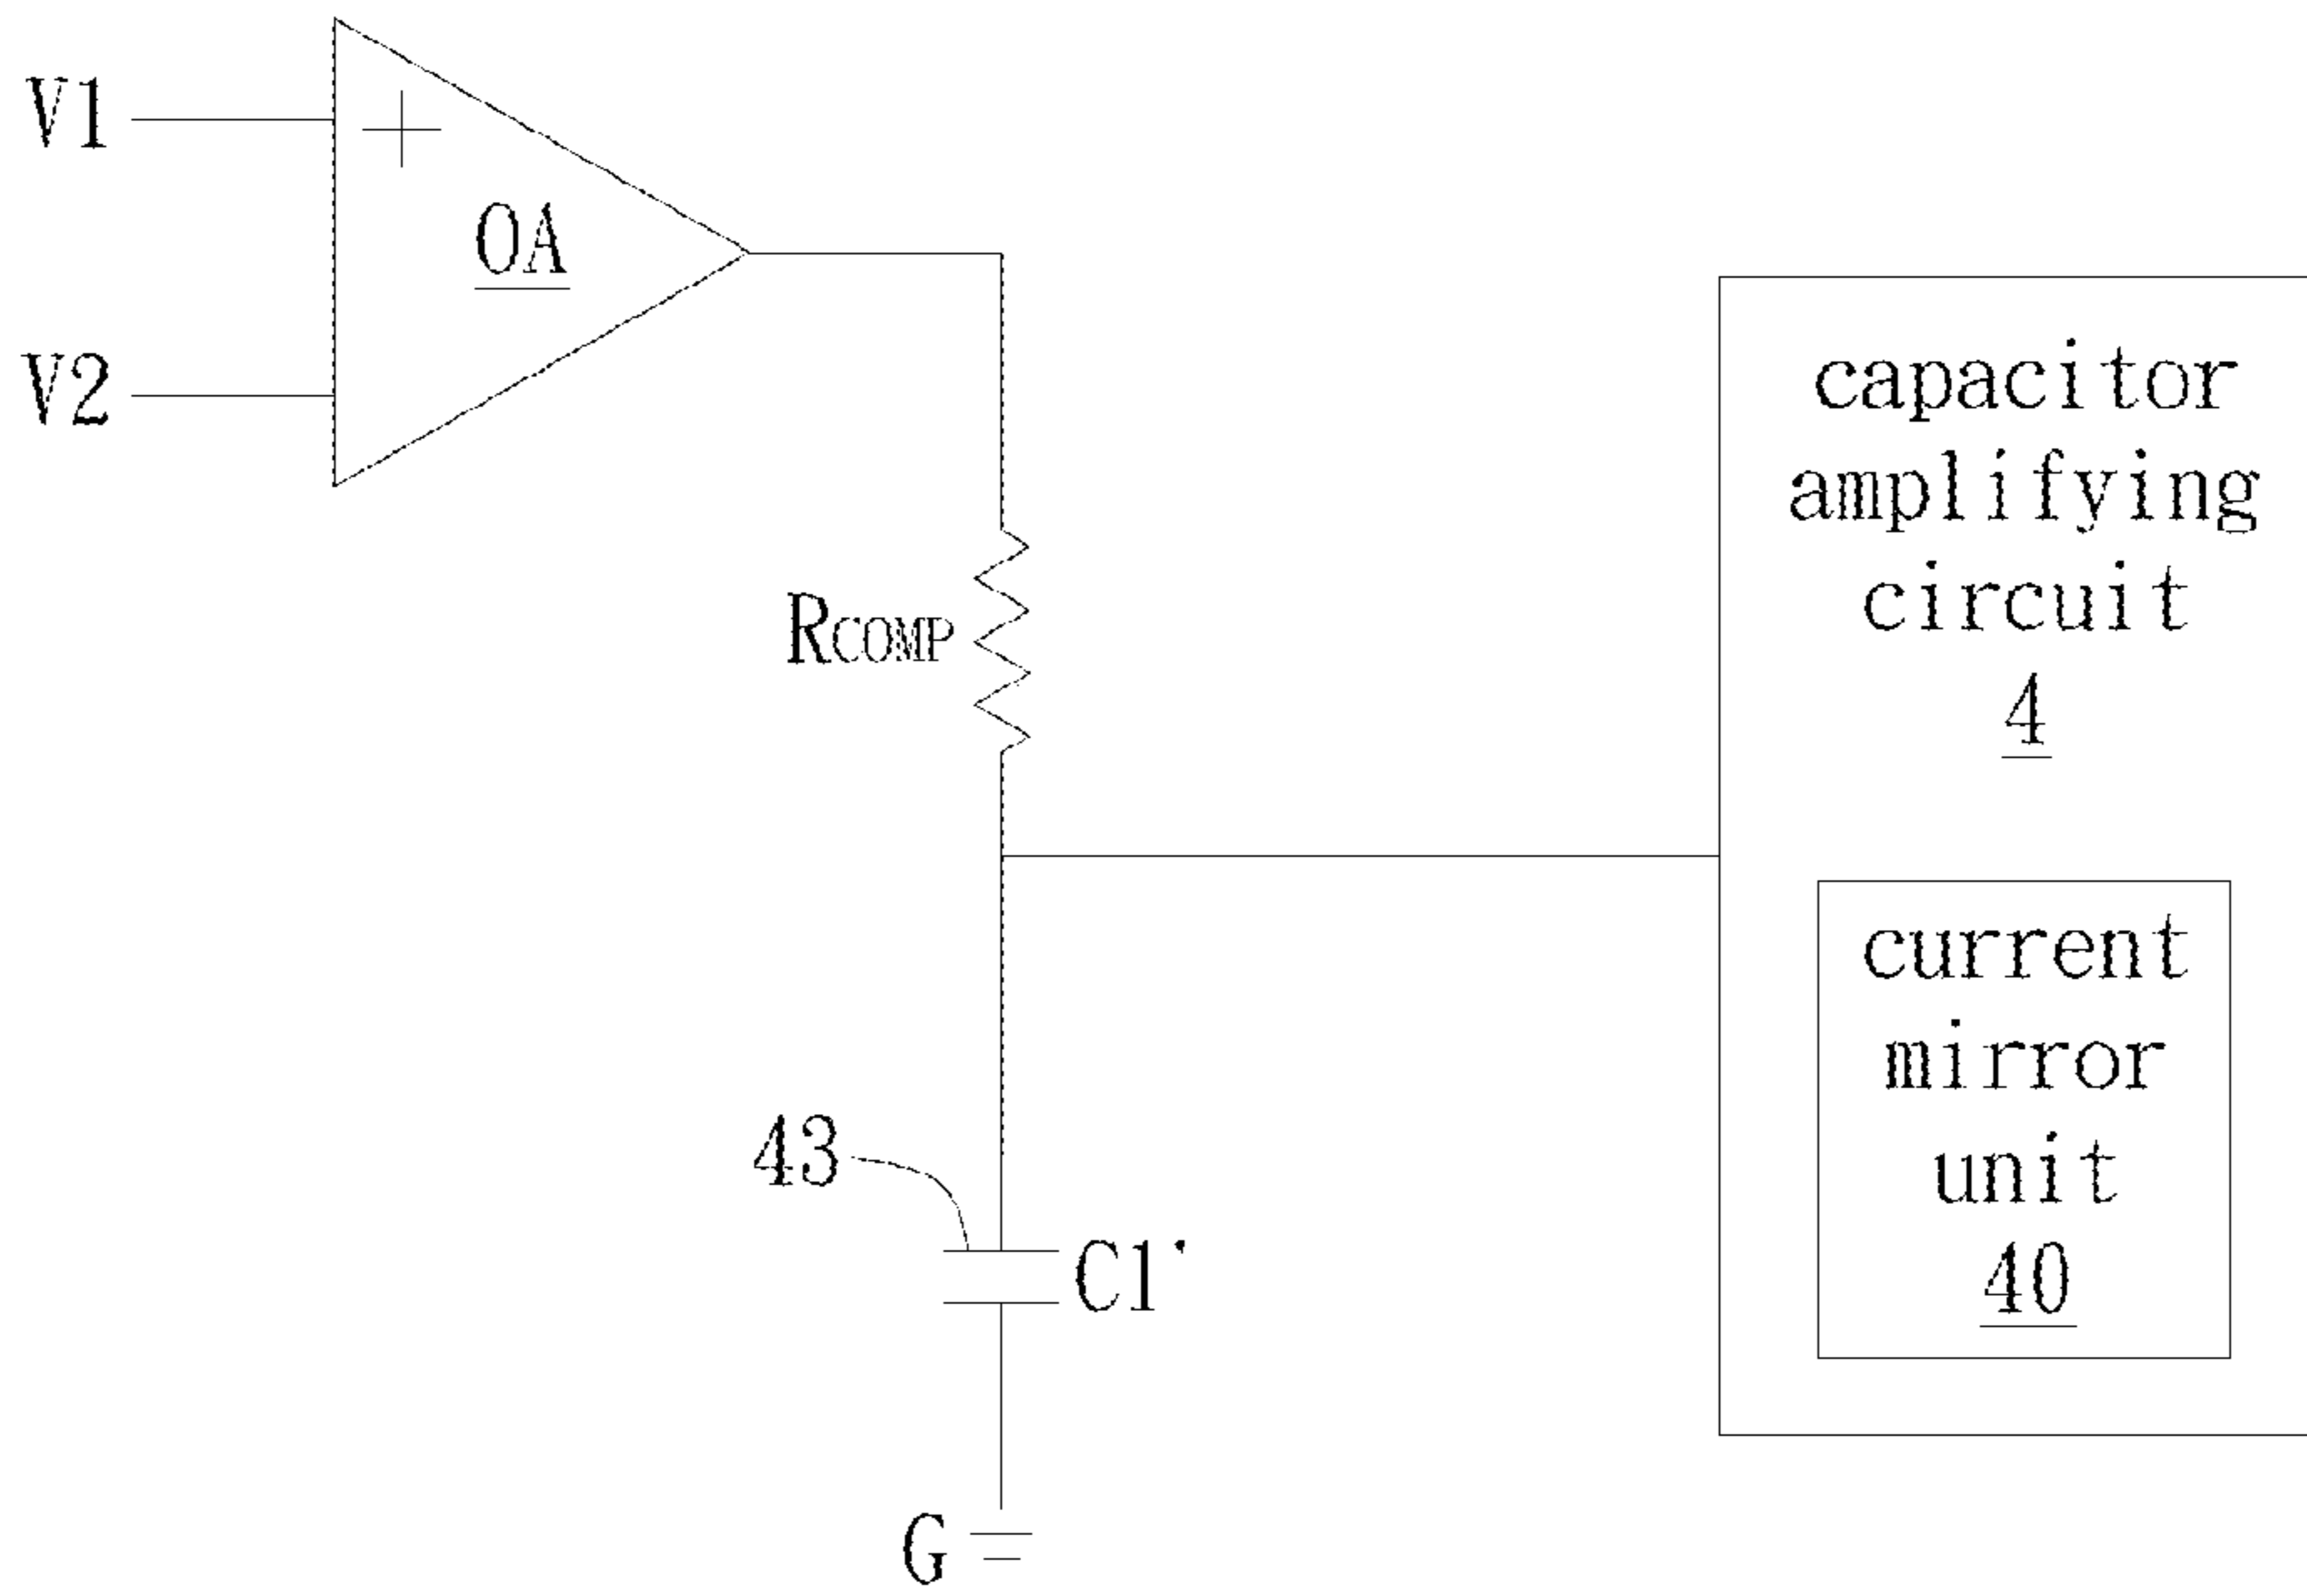 V1
+
OA
V2
RCOMP
capacitor
amplifying
circuit
4
current
mirror
unit
40
43
C1'
G